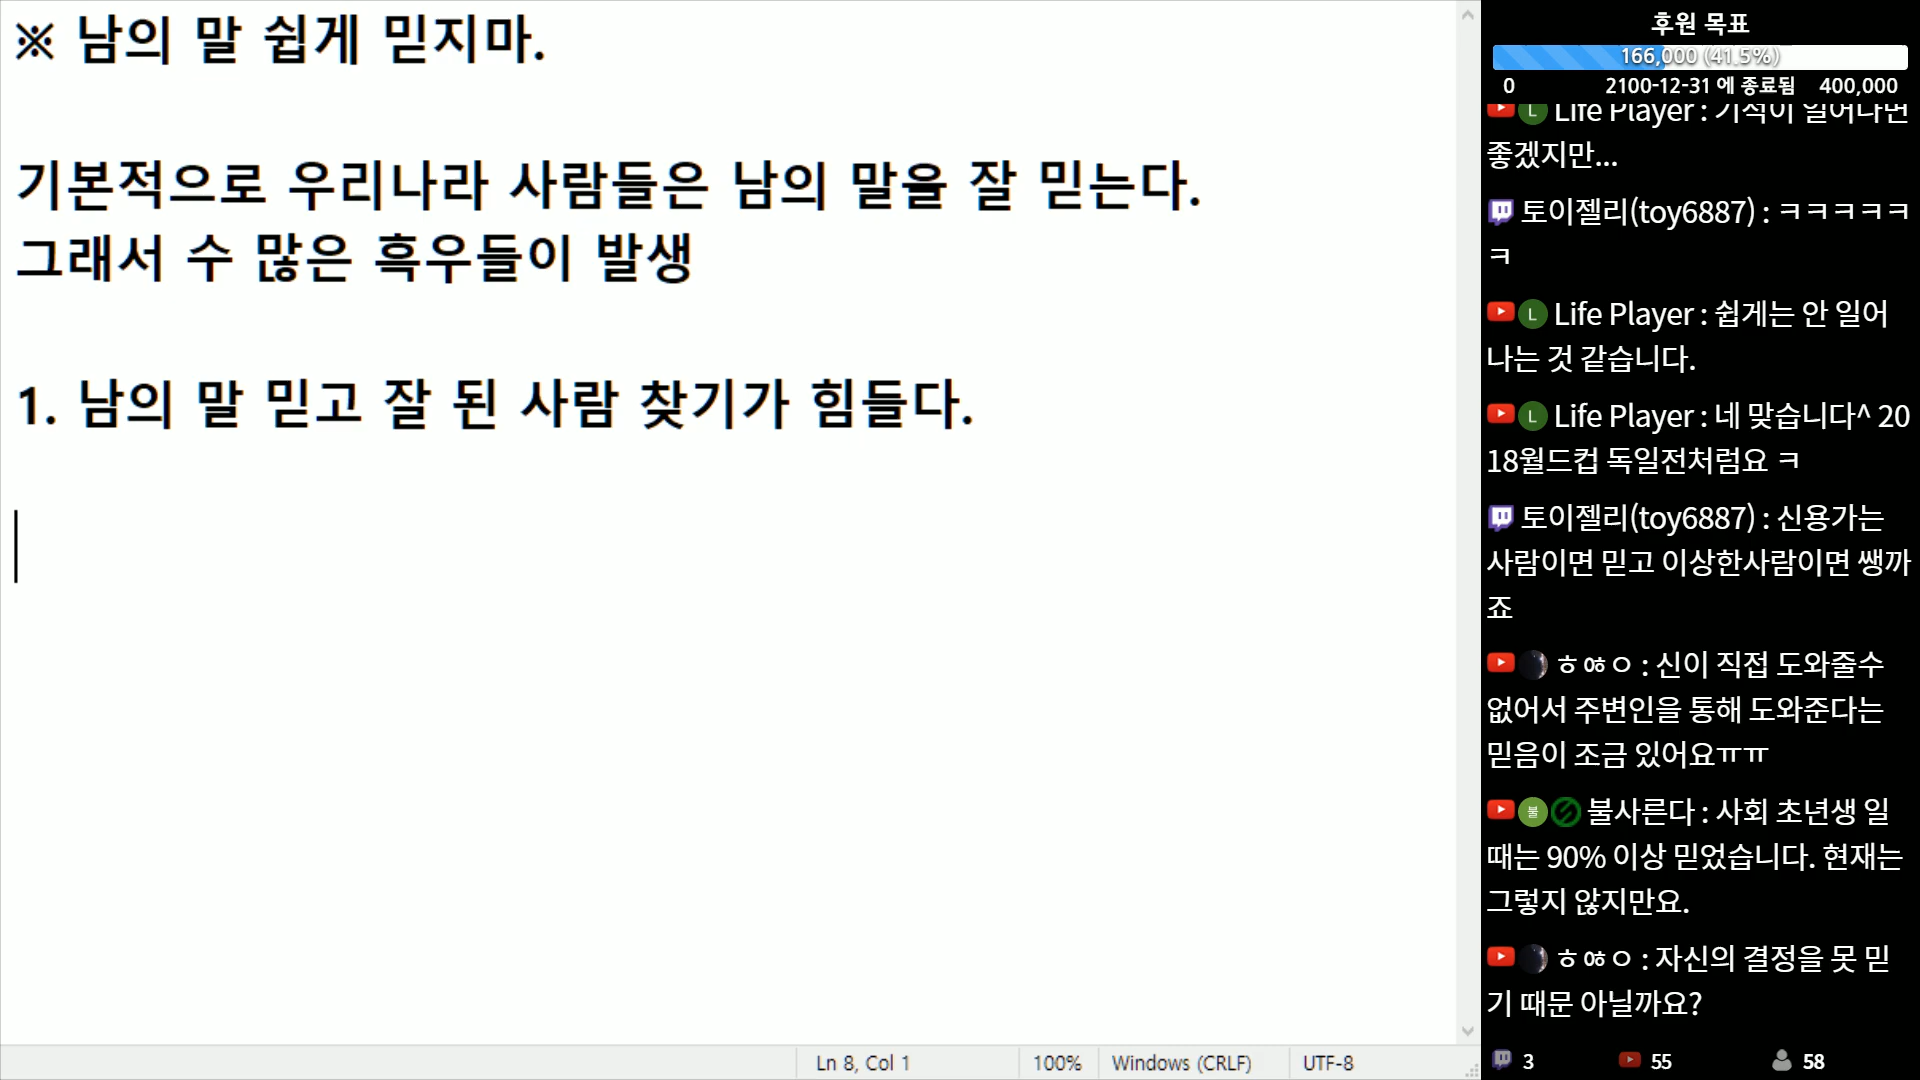 ※ 남의 말 쉽게 믿지마.
기본적으로 우리나라 사람들은 남의 말을 잘 믿는다.
그래서 수 많은 흑우들이 발생
1. 남의 말 믿고 잘 된 사람 찾기가 힘들다.
Ln 8, Col 1
100%
Windows (CRLF)
UTF-8
후원 목표
166,000 (41.5%)
0 2100-12-31 에 종료됨 400,000
L Life Player : 기적이 일어나면
좋겠지만...
토이젤리(toy6887) : ㅋㅋㅋㅋㅋ
ㅋ
L Life Player : 쉽게는 안 일어
나는 것 같습니다.
L Life Player : 네 맞습니다^ 20
18월드컵 독일전처럼요 ㅋ
토이젤리(toy6887) : 신용가는
사람이면 믿고 이상한사람이면 쌩까
죠
ㅎㆀㅇ : 신이 직접 도와줄수
없어서 주변인을 통해 도와준다는
믿음이 조금 있어요ㅠㅠ
불 불사른다 : 사회 초년생 일
때는 90% 이상 믿었습니다. 현재는
그렇지 않지만요.
ㅎㆀㅇ : 자신의 결정을 못 믿
기 때문 아닐까요?
3 55 58